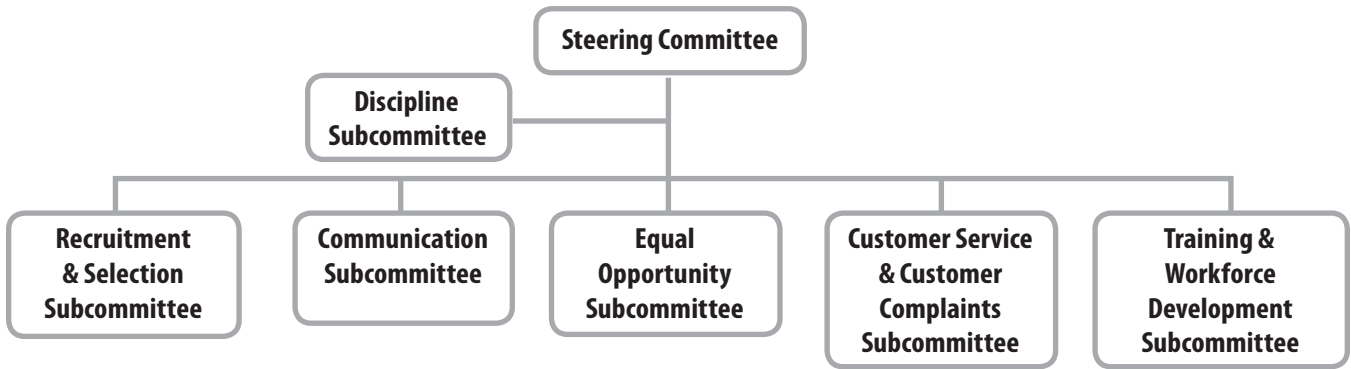 Steering Committee
Discipline
Subcommittee
Recruitment
& Selection
Subcommittee
Communication
Subcommittee
Equal
Opportunity
Subcommittee
Customer Service
& Customer
Complaints
Subcommittee
Training &
Workforce
Development
Subcommittee